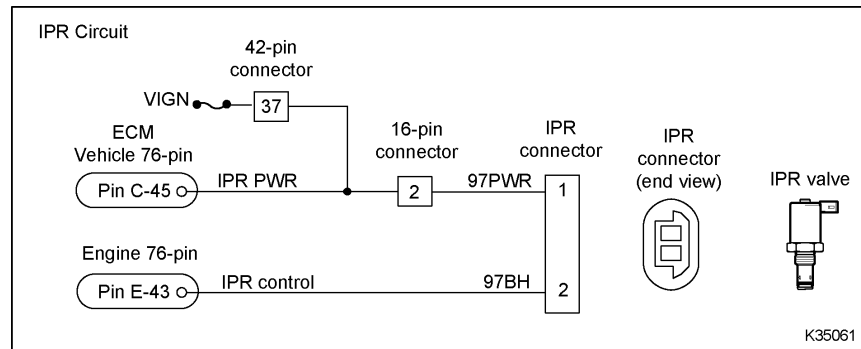 IPR Circuit
42-pin
connector
VIGN
37
ECM
Vehicle 76-pin
Pin C-45
IPR PWR
16-pin
connector
2
97PWR
IPR
connector
1
2
IPR
connector
(end view)
IPR valve
Engine 76-pin
Pin E-43
IPR control
97BH
K35061